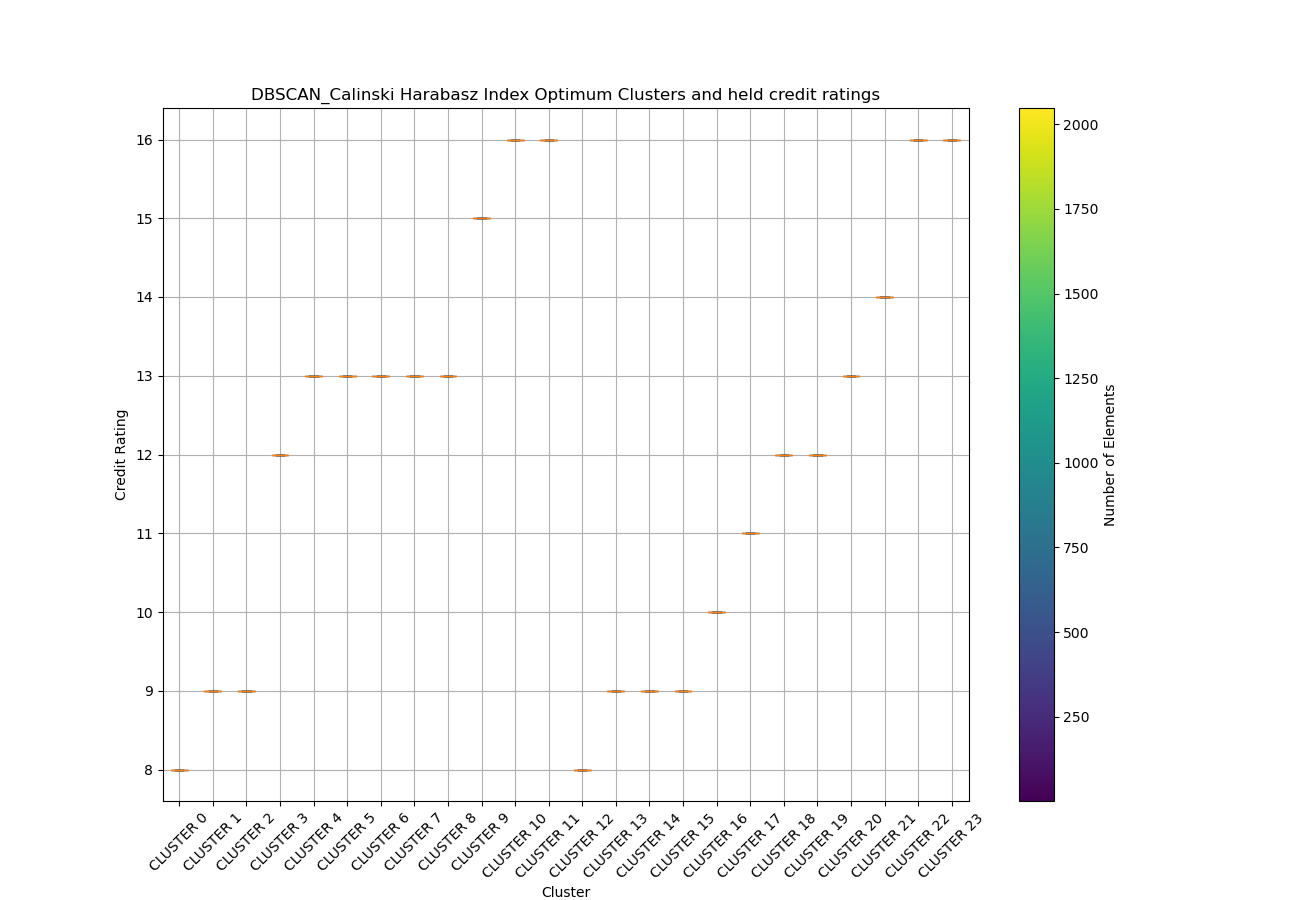 DBSCAN_Calinski Harabasz Index Optimum Clusters and held credit ratings
16
15
14
13
12
11
10
9
8
Credit Rating
CLUSTER 0
CLUSTER 1
CLUSTER 2
CLUSTER 3
CLUSTER 4
CLUSTER 5
CLUSTER 6
CLUSTER 7
CLUSTER 8
CLUSTER 9
CLUSTER 10
CLUSTER 11
CLUSTER 12
CLUSTER 13
CLUSTER 14
CLUSTER 15
CLUSTER 16
CLUSTER 17
CLUSTER 18
CLUSTER 19
CLUSTER 20
CLUSTER 21
CLUSTER 22
CLUSTER 23
Cluster
2000
1750
1500
1250
1000
750
500
250
Number of Elements